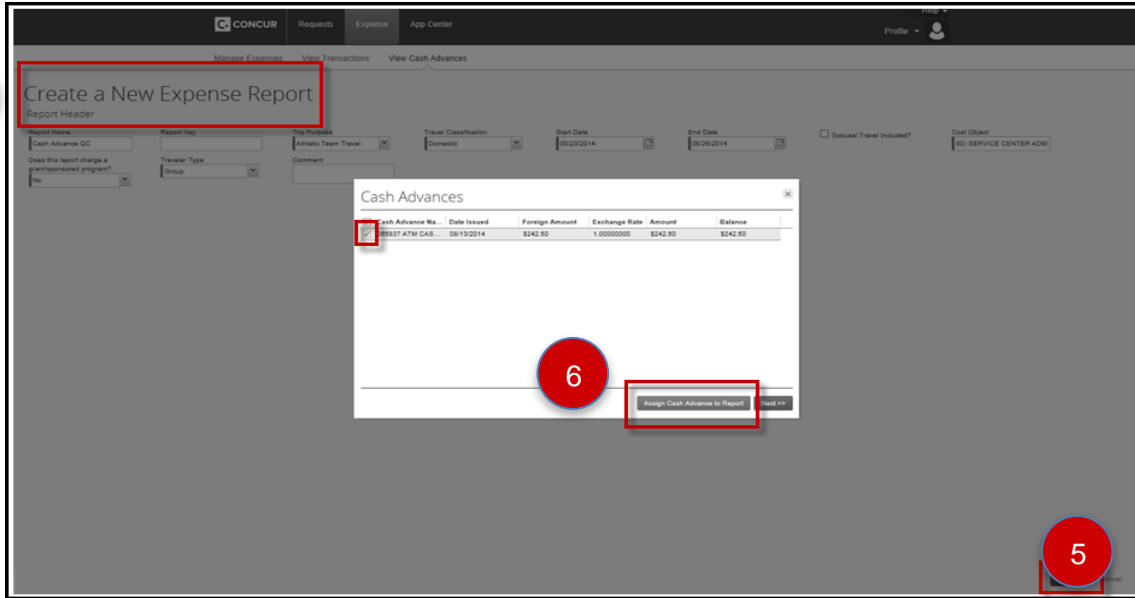 Help
CONCUR Requests Expense App Center
Profile
Manage Expenses View Transactions View Cash Advances
Create a New Expense Report
Report Header
Report Name Report Key Trip Purpose Travel Classification Start Date End Date Spousal Travel Included? Cost Object
Cash Advance QC Athletic Team Travel Domestic 08/23/2014 08/26/2014 00) SERVICE CENTER ADM
Does this report charge a grant/sponsored program? Traveler Type Comment
No Group
Cash Advances
Cash Advance Na... Date Issued Foreign Amount Exchange Rate Amount Balance
ATM CAS... 08/13/2014 $242.50 1.00000000 $242.50 $242.50
6
Assign Cash Advance to Report Next >>
5